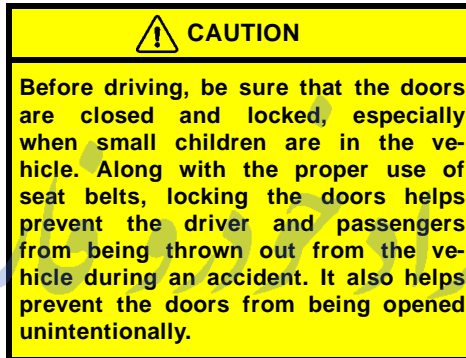 CAUTION
Before driving, be sure that the doors
are closed and locked, especially
when small children are in the ve-
hicle. Along with the proper use of
seat belts, locking the doors helps
prevent the driver and passengers
from being thrown out from the ve-
hicle during an accident. It also helps
prevent the doors from being opened
unintentionally.